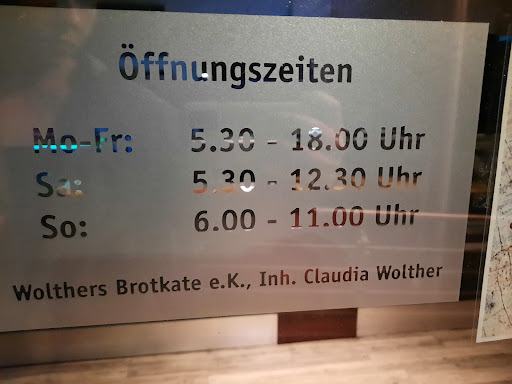 Öffnungszeiten
Mo-Fr: 5.30 - 18.00 Uhr
Sa: 5.30 - 12.30 Uhr
So: 6.00 - 11.00 Uhr
Wolthers Brotkate e.K., Inh. Claudia Wolther